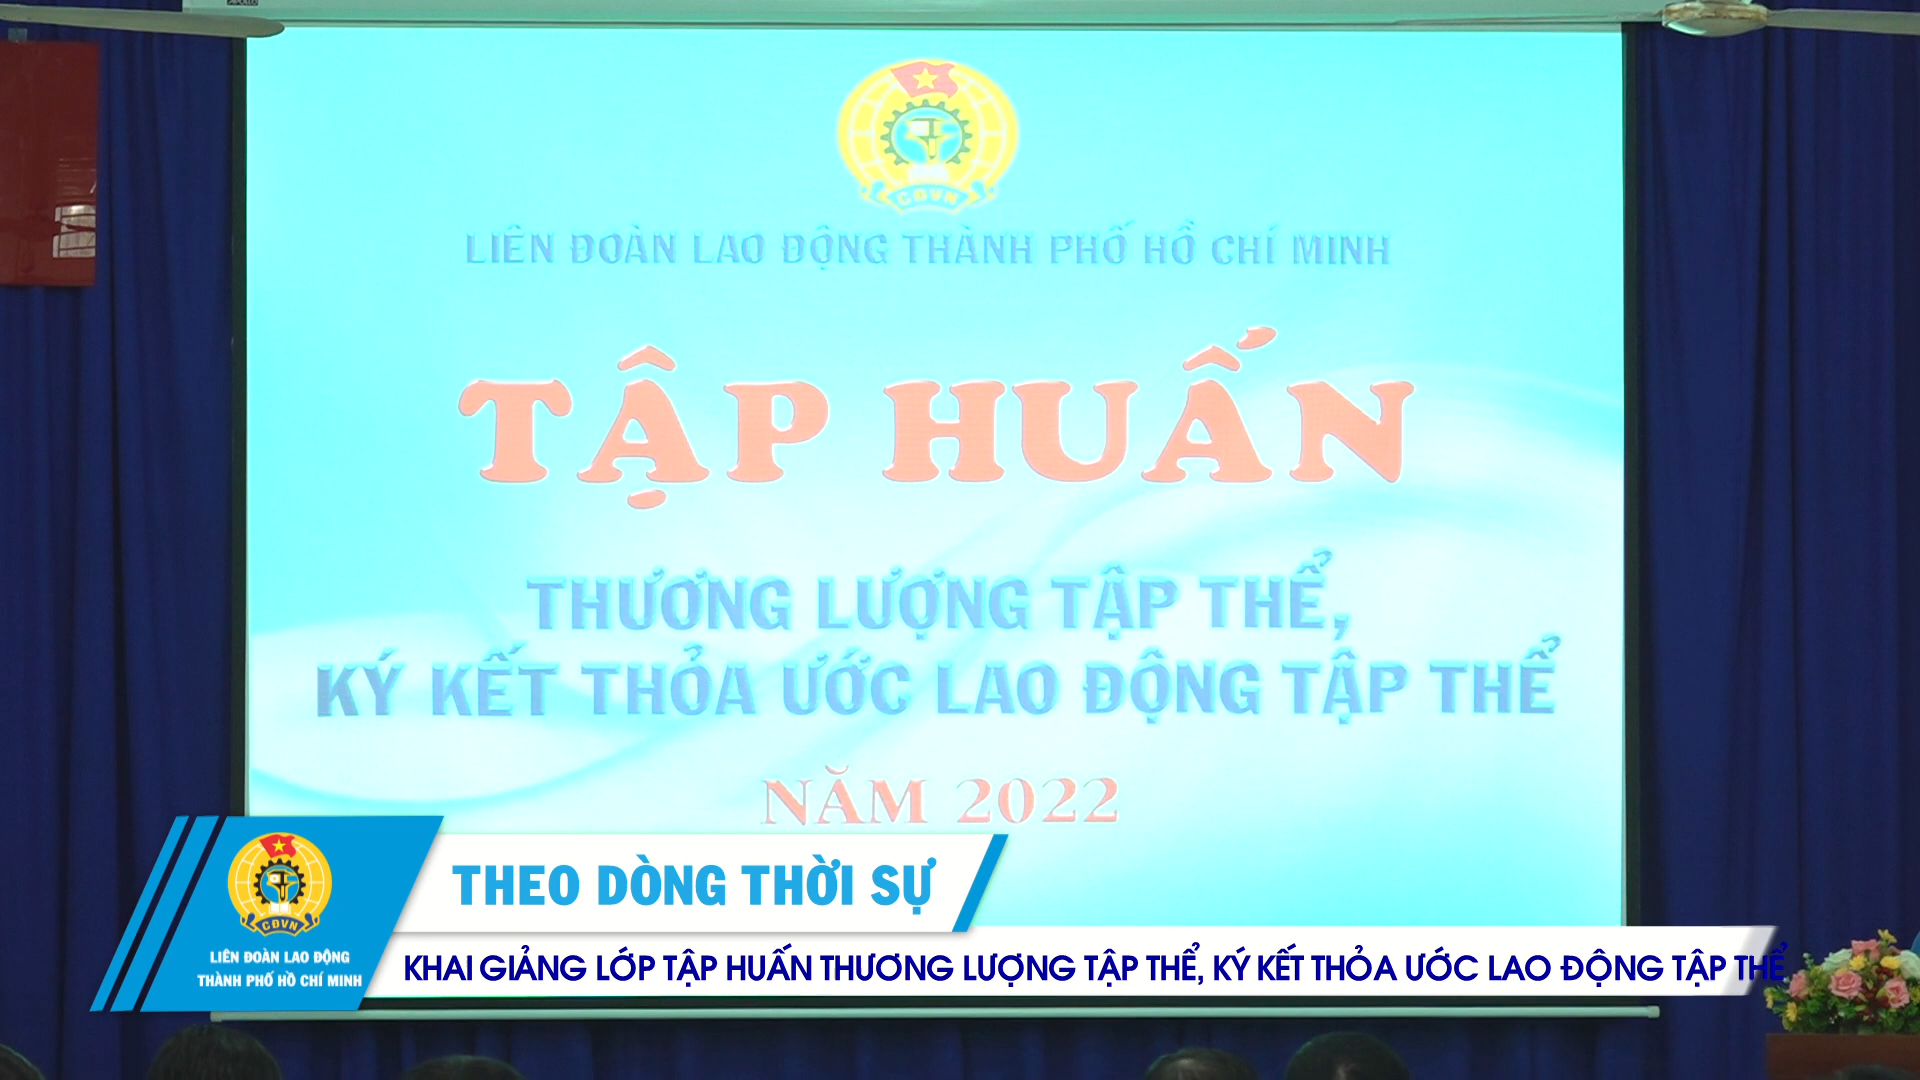 CĐVN
LIÊN ĐOÀN LAO ĐỘNG THÀNH PHỐ HỒ CHÍ MINH
TẬP HUẤN
THƯƠNG LƯỢNG TẬP THỂ,
KÝ KẾT THỎA ƯỚC LAO ĐỘNG TẬP THỂ
NĂM 2022
THEO DÒNG THỜI SỰ
CĐVN
LIÊN ĐOÀN LAO ĐỘNG
THÀNH PHỐ HỒ CHÍ MINH
KHAI GIẢNG LỚP TẬP HUẤN THƯƠNG LƯỢNG TẬP THỂ, KÝ KẾT THỎA ƯỚC LAO ĐỘNG TẬP THỂ